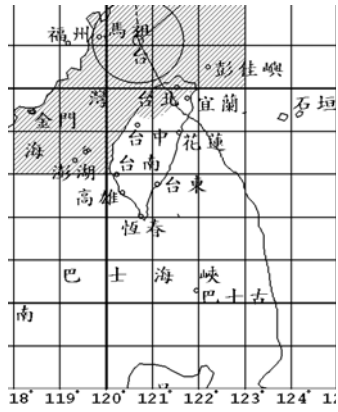 福州 馬祖
台
彭佳嶼
灣 台北 宜蘭 石垣
金門
台中 花蓮
海
澎湖 台南
高雄 台東
恆春
巴士海峽
巴士古
南
18° 119° 120° 121° 122° 123° 124°